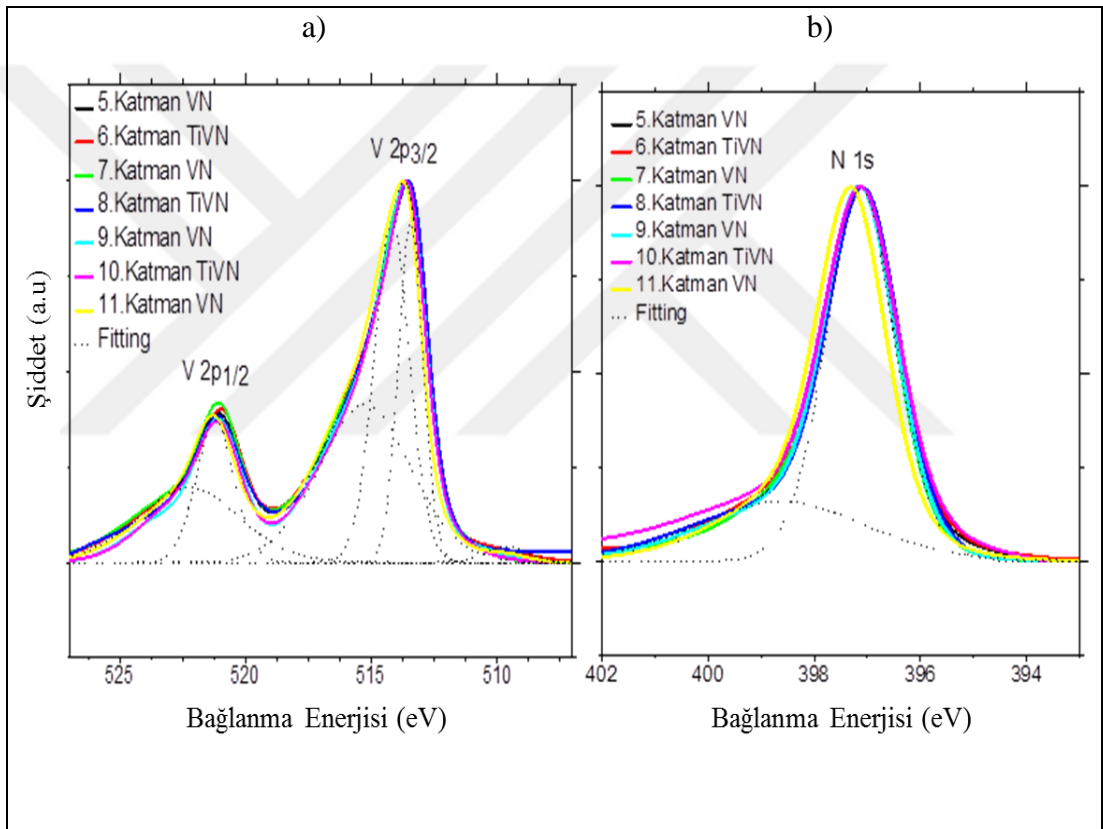 a)
5.Katman VN
6.Katman TiVN
7.Katman VN
8.Katman TiVN
9.Katman VN
10.Katman TiVN
11.Katman VN
Fitting
V 2p3/2
V 2p1/2
Şiddet (a.u)
525 520 515 510
Bağlanma Enerjisi (eV)
b)
5.Katman VN
6.Katman TiVN
7.Katman VN
8.Katman TiVN
9.Katman VN
10.Katman TiVN
11.Katman VN
Fitting
N 1s
402 400 398 396 394
Bağlanma Enerjisi (eV)